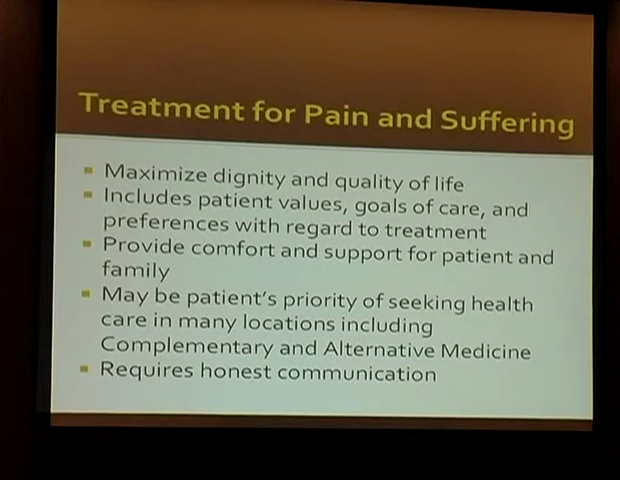 Treatment for Pain and Suffering
Maximize dignity and quality of life
Includes patient values, goals of care, and
preferences with regard to treatment
Provide comfort and support for patient and
family
May be patient's priority of seeking health
care in many locations including
Complementary and Alternative Medicine
Requires honest communication